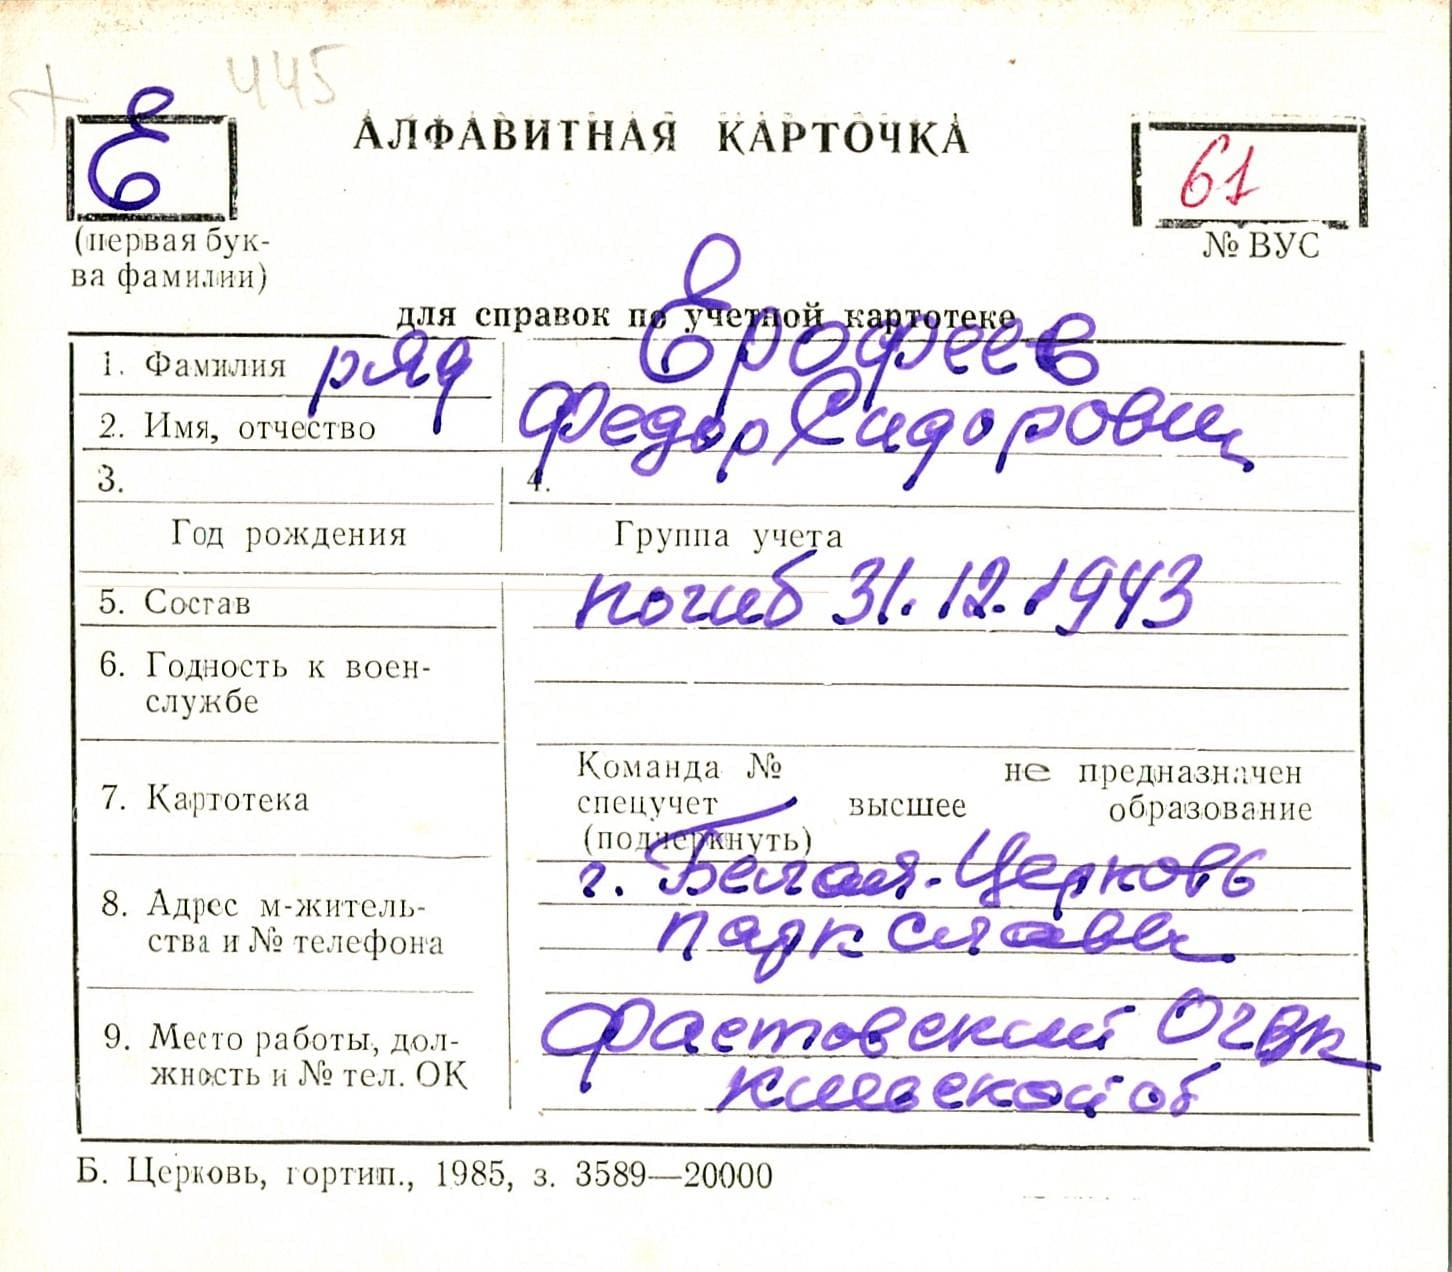 445
Е
АЛФАВИТНАЯ КАРТОЧКА
61
(первая бук-
ва фамилии)
№ ВУС
для справок по учетной картотеке
1. Фамилия ряд Ерофеев
2. Имя, отчество Федор Сидорови
3. 4.
Год рождения Группа учета
5. Состав погиб 31.12.1943
6. Годность к воен-
службе
7. Картотека
Команда № не предназначен
спецучет высшее образование
(подчеркнуть)
8. Адрес м-житель-
ства и № телефона
г. Белая-Церковь
парк славы
9. Место работы, дол-
жность и № тел. ОК
Фастовский ОГВК
киевской об
Б. Церковь, гортип., 1985, з. 3589—20000